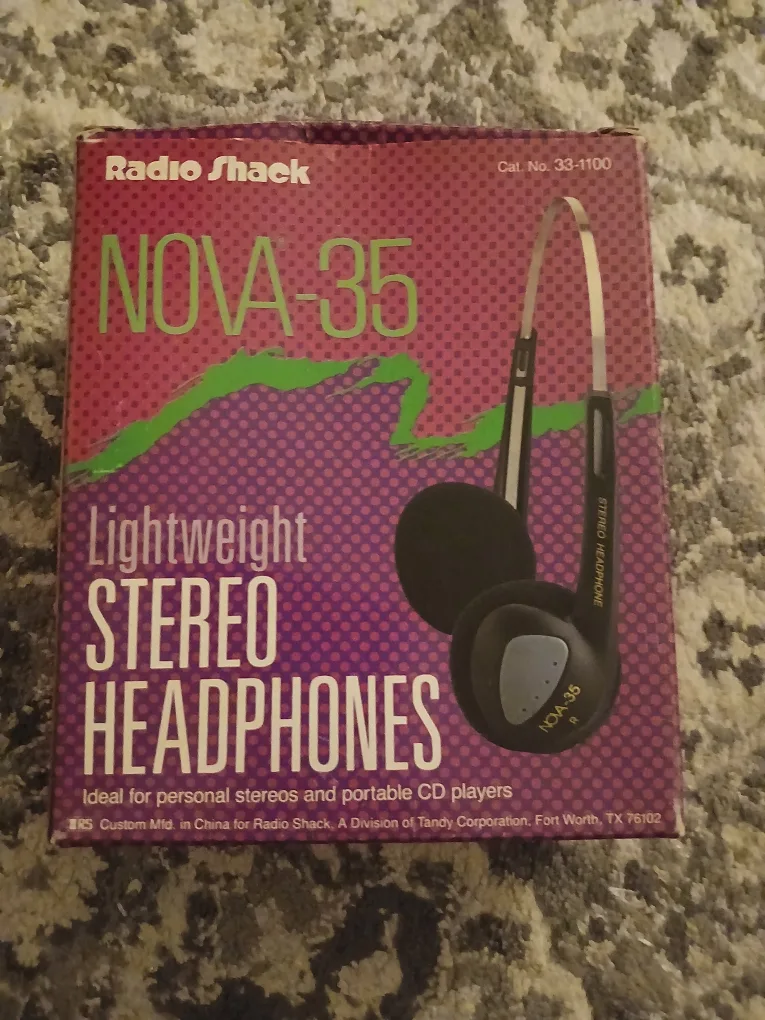 Radio Shack
Cat. No. 33-1100
NOVA-35
Lightweight
STEREO
HEADPHONES
STEREO HEADPHONE
NOVA-35
R
Ideal for personal stereos and portable CD players
RS Custom Mfd. in China for Radio Shack, A Division of Tandy Corporation, Fort Worth, TX 76102